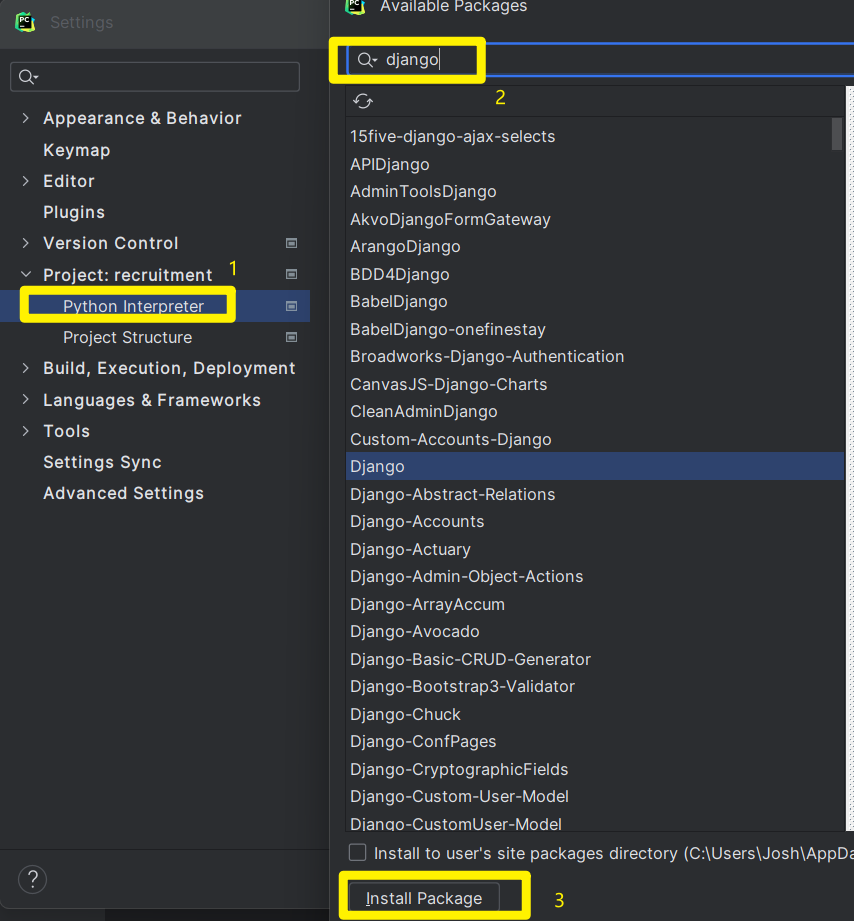 Settings
Appearance & Behavior
Keymap
Editor
Plugins
Version Control
Project: recruitment
1
Python Interpreter
Project Structure
Build, Execution, Deployment
Languages & Frameworks
Tools
Settings Sync
Advanced Settings
?
Available Packages
django
2
15five-django-ajax-selects
APIDjango
AdminToolsDjango
AkvoDjangoFormGateway
ArangoDjango
BDD4Django
BabelDjango
BabelDjango-onefinestay
Broadworks-Django-Authentication
CanvasJS-Django-Charts
CleanAdminDjango
Custom-Accounts-Django
Django
Django-Abstract-Relations
Django-Accounts
Django-Actuary
Django-Admin-Object-Actions
Django-ArrayAccum
Django-Avocado
Django-Basic-CRUD-Generator
Django-Bootstrap3-Validator
Django-Chuck
Django-ConfPages
Django-CryptographicFields
Django-Custom-User-Model
Django-CustomUser-Model
Install to user's site packages directory (C:\Users\Josh\AppDa
Install Package
3